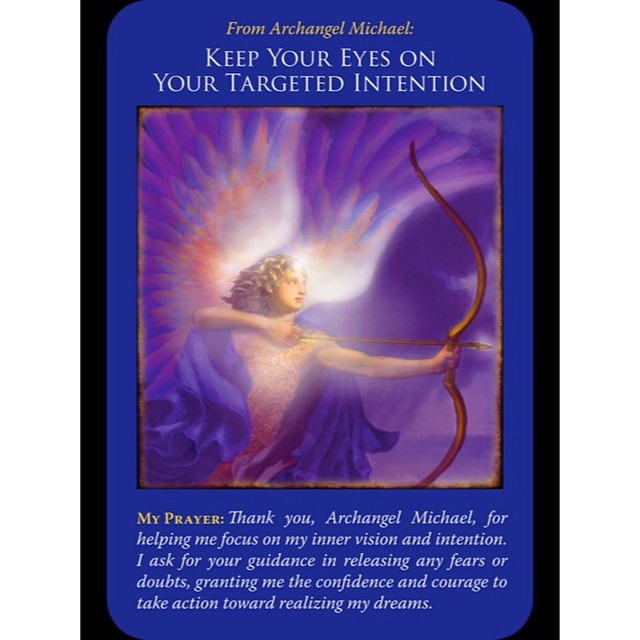 From Archangel Michael:
Keep Your Eyes on
Your Targeted Intention
My Prayer: Thank you, Archangel Michael, for
helping me focus on my inner vision and intention.
I ask for your guidance in releasing any fears or
doubts, granting me the confidence and courage to
take action toward realizing my dreams.